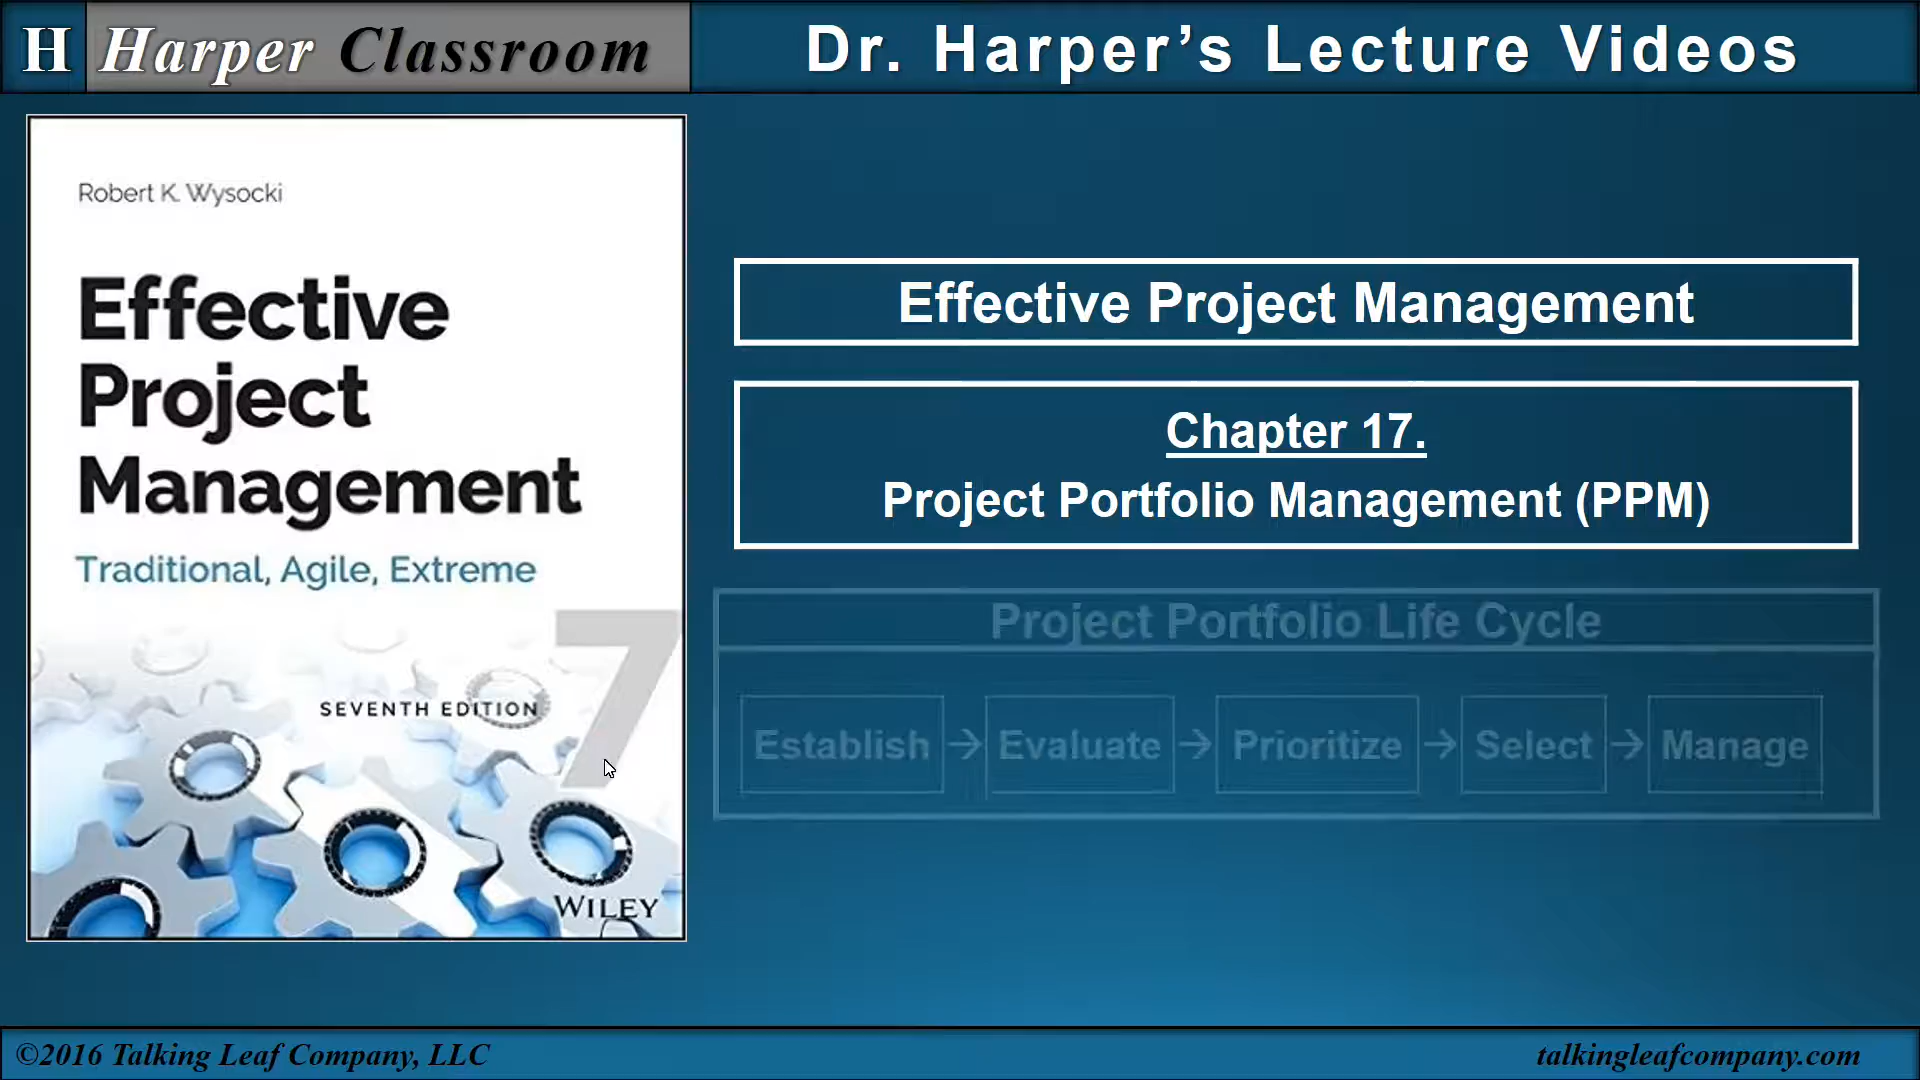 H Harper Classroom
Dr. Harper’s Lecture Videos
Robert K. Wysocki
Effective
Project
Management
Traditional, Agile, Extreme
7
SEVENTH EDITION
WILEY
Effective Project Management
Chapter 17.
Project Portfolio Management (PPM)
Project Portfolio Life Cycle
Establish → Evaluate → Prioritize → Select → Manage
©2016 Talking Leaf Company, LLC
talkingleafcompany.com